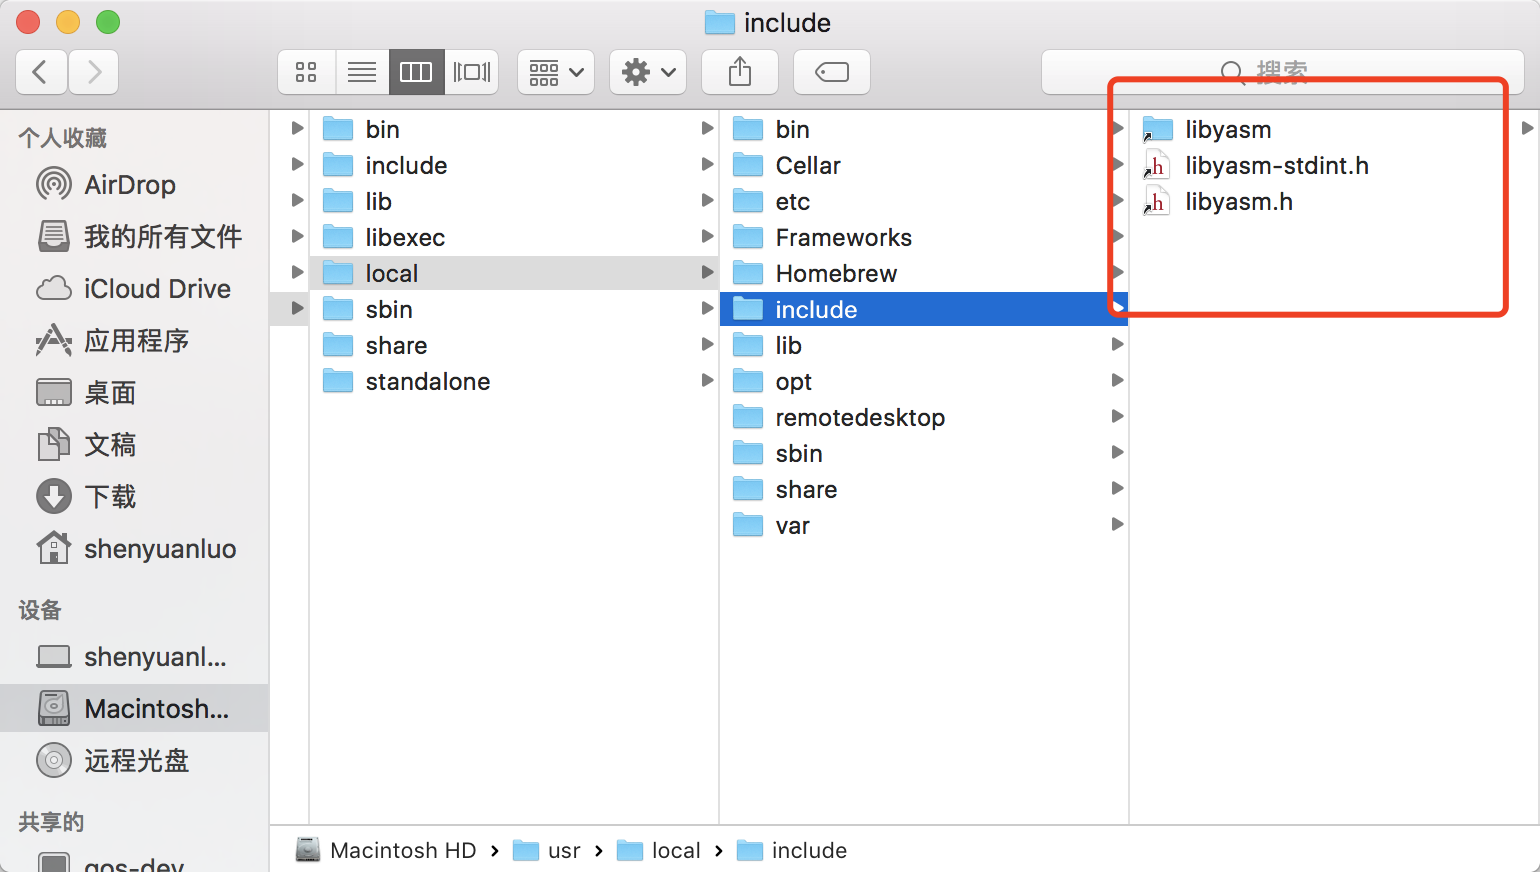 include
搜索
个人收藏
AirDrop
我的所有文件
iCloud Drive
应用程序
桌面
文稿
下载
shenyuanluo
设备
shenyuanl...
Macintosh...
远程光盘
共享的
qos-dev
bin
include
lib
libexec
local
sbin
share
standalone
bin
Cellar
etc
Frameworks
Homebrew
include
lib
opt
remotedesktop
sbin
share
var
libyasm
libyasm-stdint.h
libyasm.h
Macintosh HD › usr › local › include